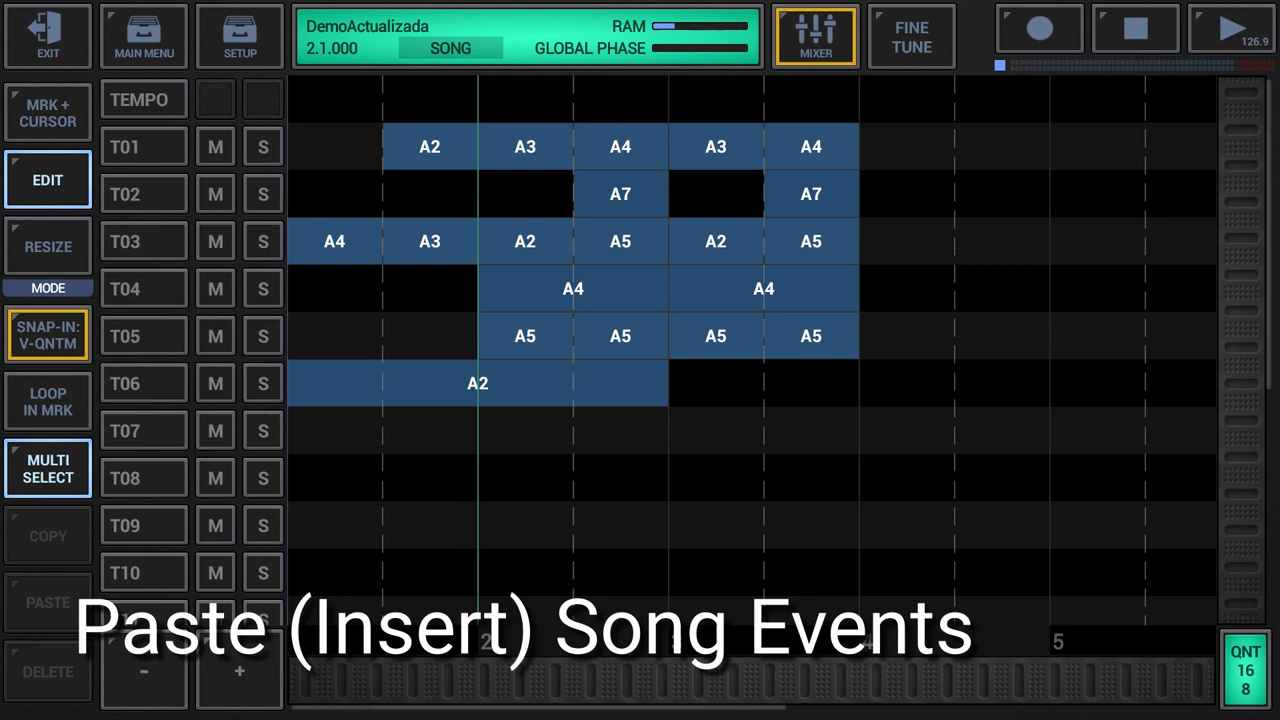 EXIT
MAIN MENU
SETUP
DemoActualizada
RAM
2.1.000
SONG
GLOBAL PHASE
MIXER
FINE
TUNE
126.9
MRK +
CURSOR
EDIT
RESIZE
MODE
SNAP-IN:
V-QNTM
LOOP
IN MRK
MULTI
SELECT
COPY
PASTE
DELETE
TEMPO
T01 M S A2 A3 A4 A3 A4
T02 M S A7 A7
T03 M S A4 A3 A2 A5 A2 A5
T04 M S A4 A4
T05 M S A5 A5 A5 A5
T06 M S A2
T07 M S
T08 M S
T09 M S
T10 M S
Paste (Insert) Song Events
2 4 5
- +
QNT
16
8